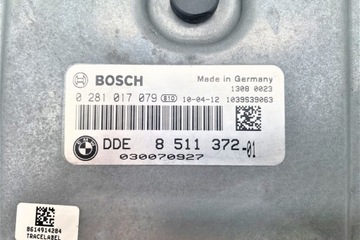 BOSCH
Made in Germany
1308 0023
0 281 017 079 B1D 10-04-12 1039S39063
DDE 8 511 372-01
030070927
8614914284
TRACELABEL